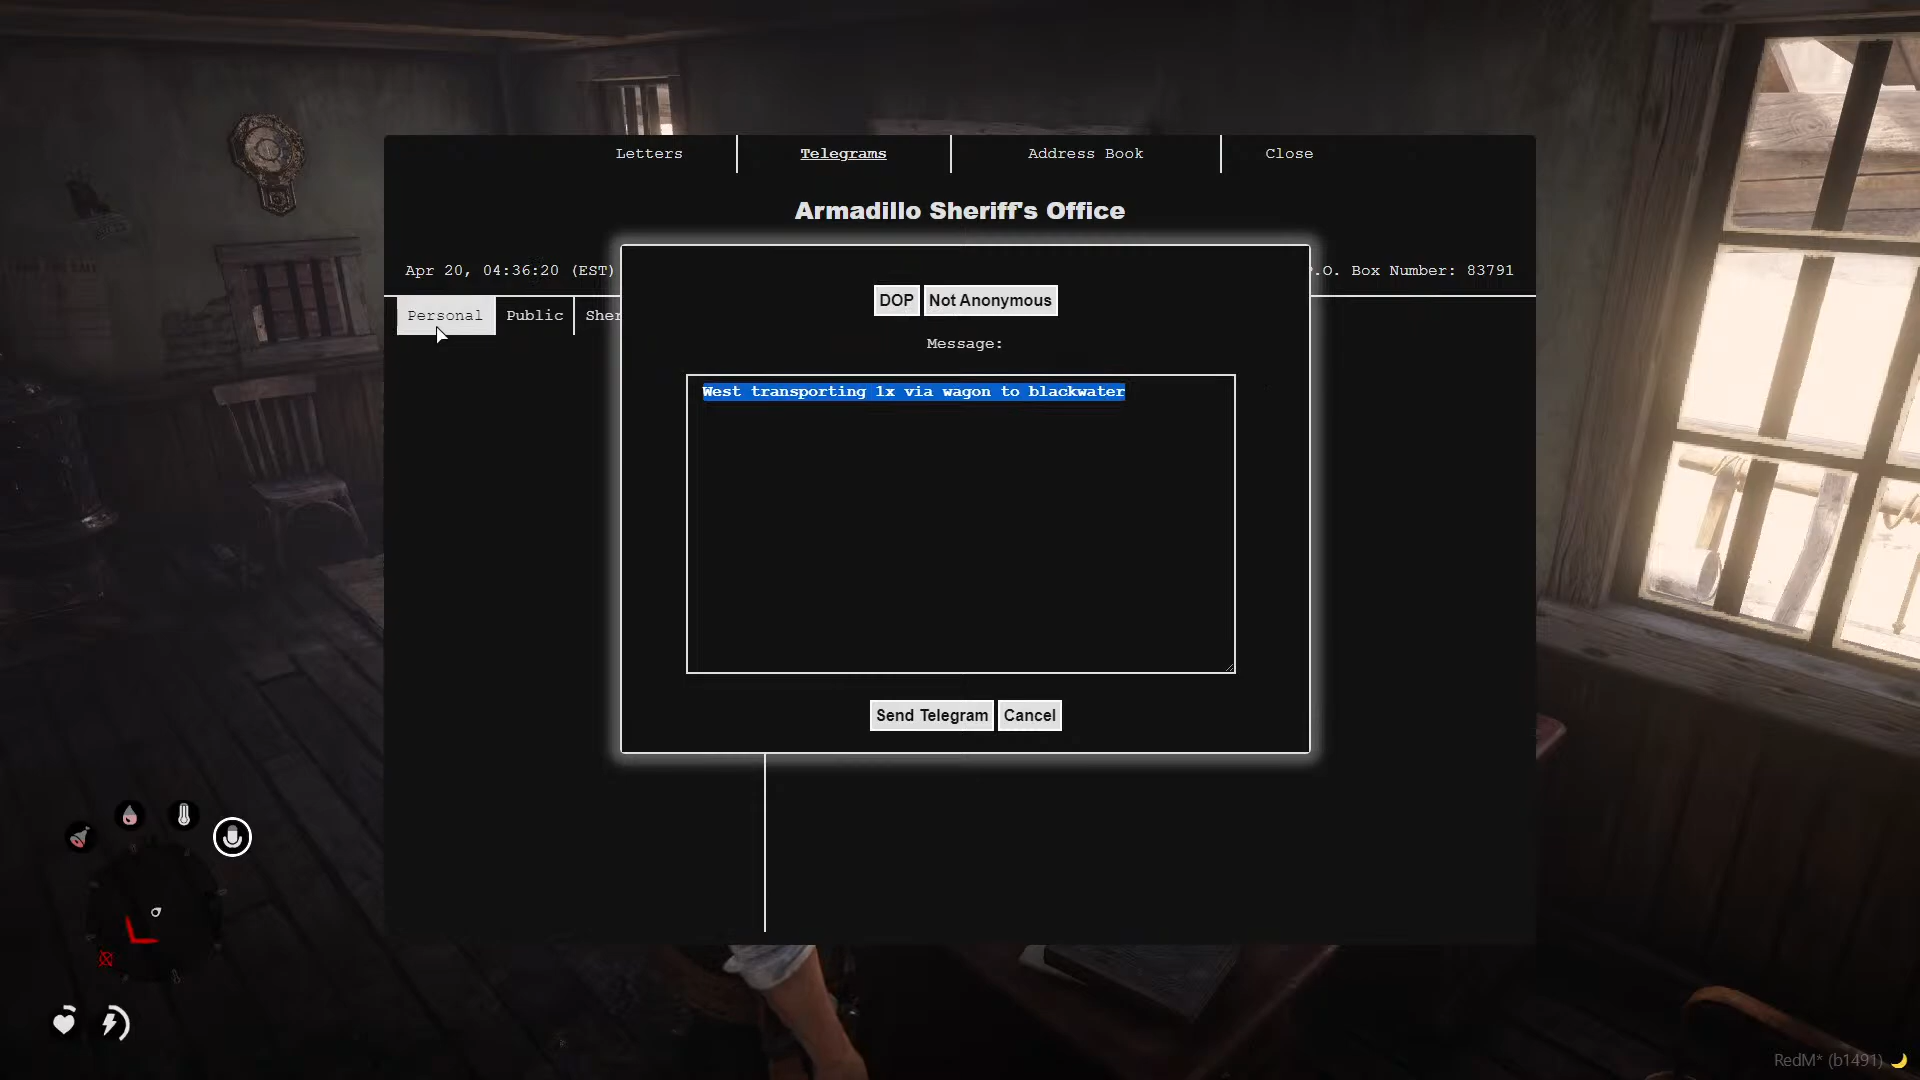 Letters
Telegrams
Address Book
Close
Armadillo Sheriff's Office
Apr 20, 04:36:20 (EST)
.O. Box Number: 83791
Personal
Public
Sher
DOP
Not Anonymous
Message:
West transporting 1x via wagon to blackwater
Send Telegram
Cancel
RedM* (b1491)